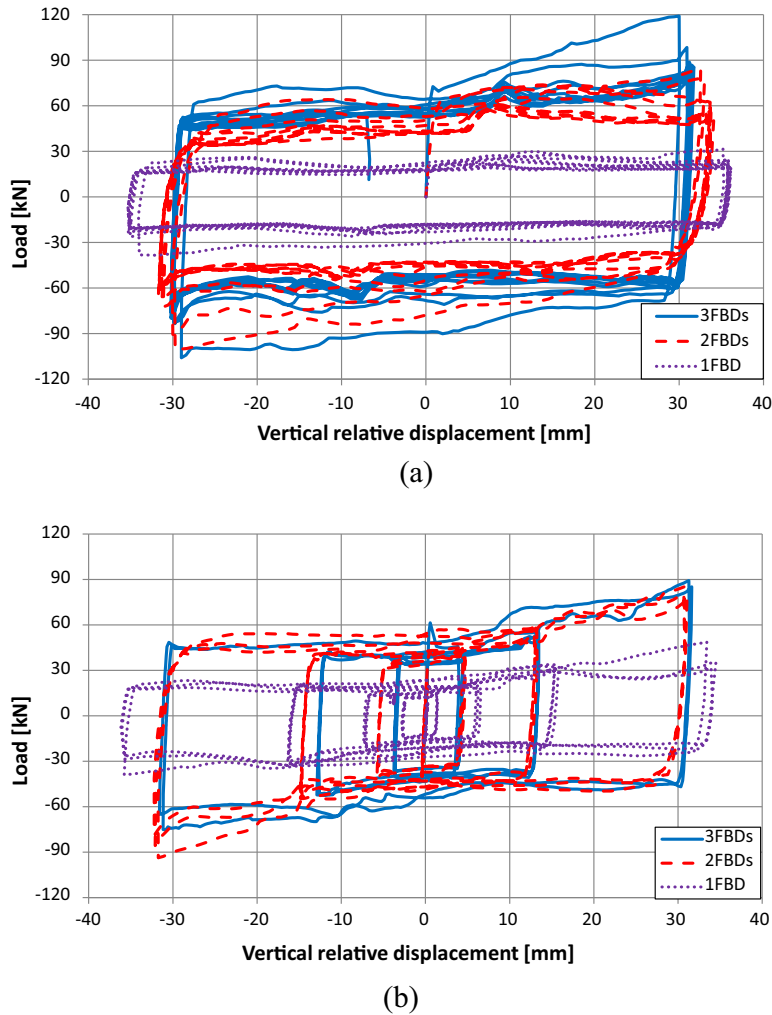 120
90
60
30
0
-30
-60
-90
-120
Load [kN]
3FBDs
2FBDs
1FBD
-40 -30 -20 -10 0 10 20 30 40
Vertical relative displacement [mm]
(a)
120
90
60
30
0
-30
-60
-90
-120
Load [kN]
3FBDs
2FBDs
1FBD
-40 -30 -20 -10 0 10 20 30 40
Vertical relative displacement [mm]
(b)